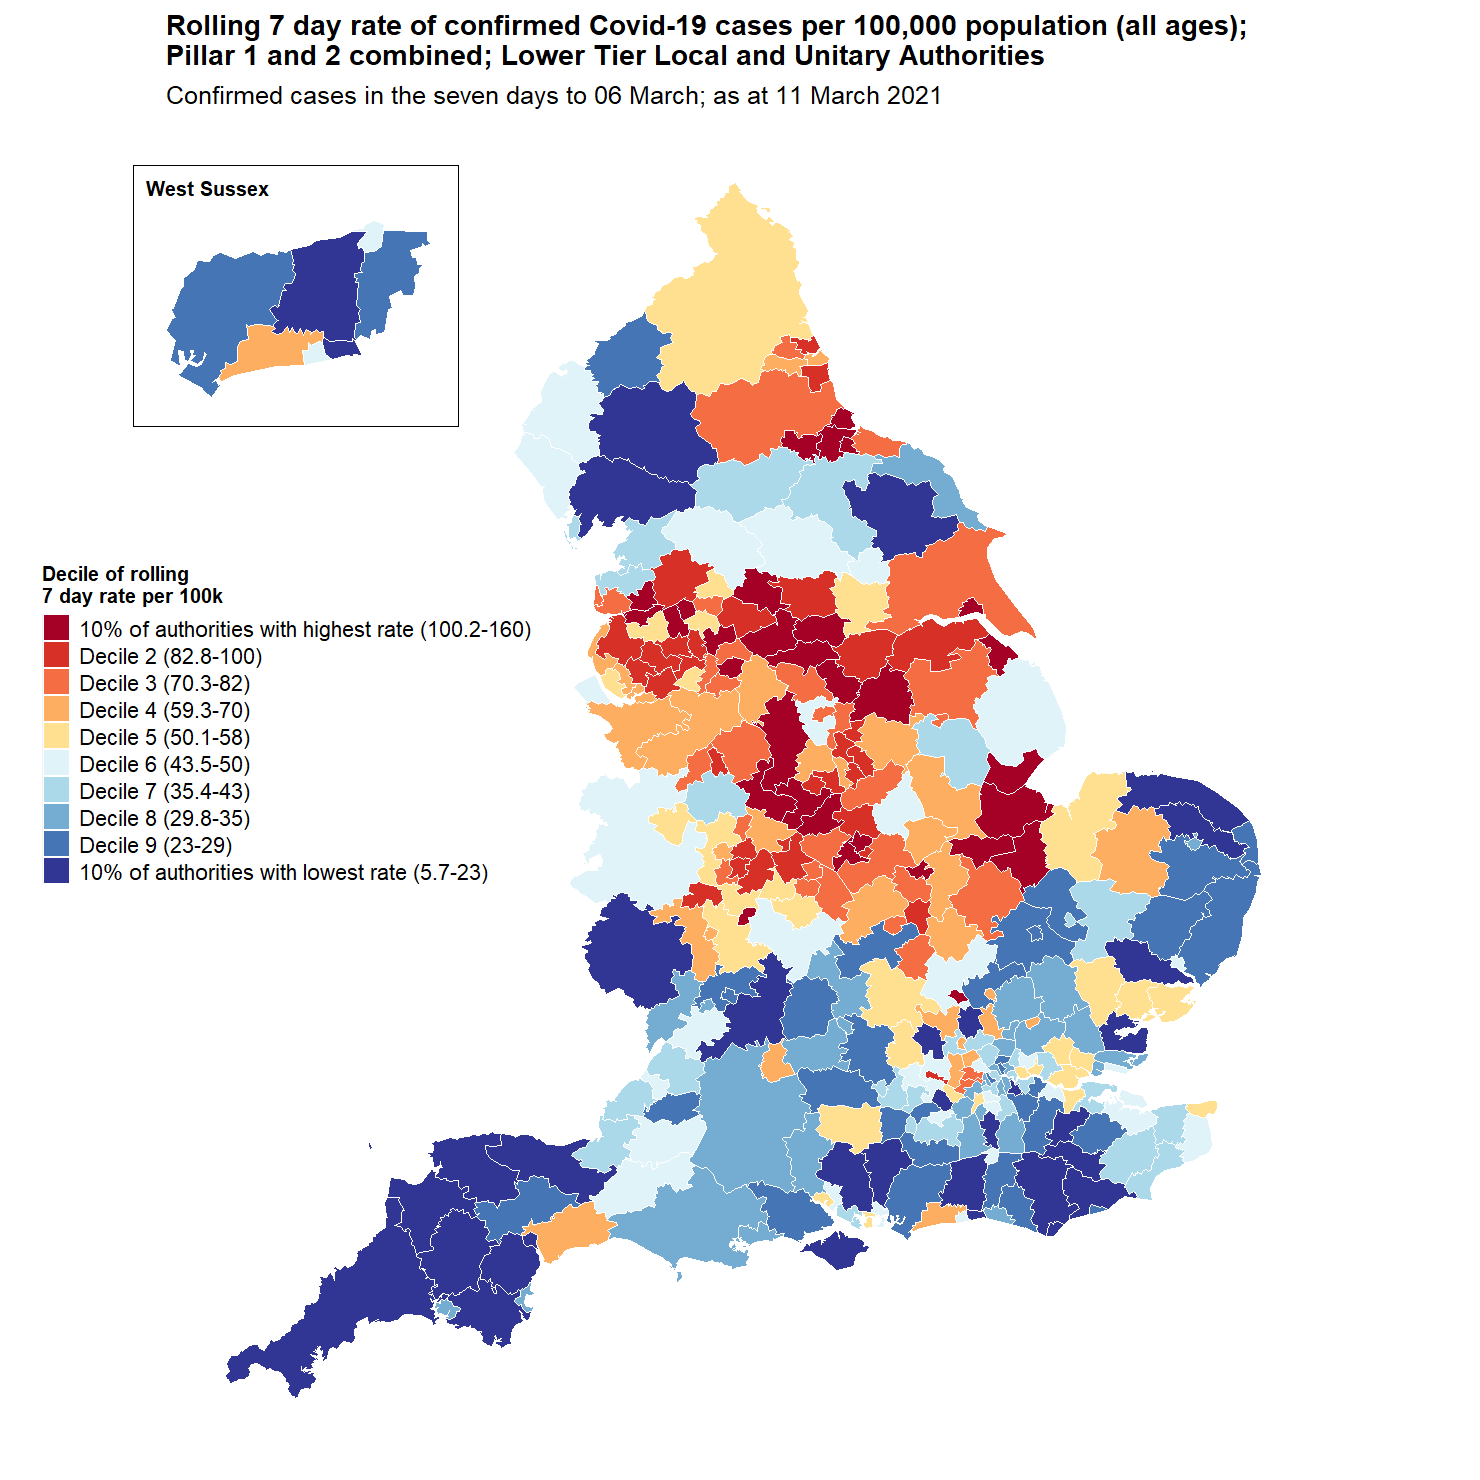 Rolling 7 day rate of confirmed Covid-19 cases per 100,000 population (all ages);
Pillar 1 and 2 combined; Lower Tier Local and Unitary Authorities
Confirmed cases in the seven days to 06 March; as at 11 March 2021
West Sussex
Decile of rolling
7 day rate per 100k
10% of authorities with highest rate (100.2-160)
Decile 2 (82.8-100)
Decile 3 (70.3-82)
Decile 4 (59.3-70)
Decile 5 (50.1-58)
Decile 6 (43.5-50)
Decile 7 (35.4-43)
Decile 8 (29.8-35)
Decile 9 (23-29)
10% of authorities with lowest rate (5.7-23)